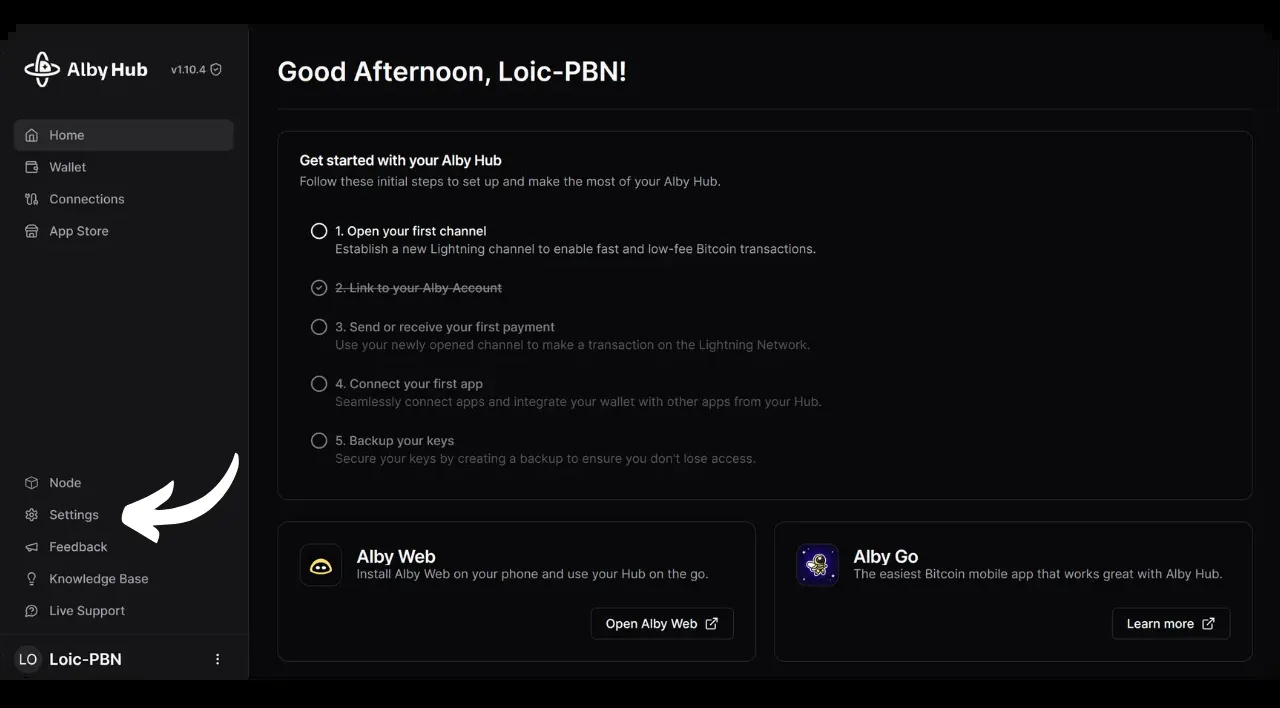 Alby Hub v1.10.4
Home
Wallet
Connections
App Store
Node
Settings
Feedback
Knowledge Base
Live Support
LO Loic-PBN
Good Afternoon, Loic-PBN!
Get started with your Alby Hub
Follow these initial steps to set up and make the most of your Alby Hub.
1. Open your first channel
Establish a new Lightning channel to enable fast and low-fee Bitcoin transactions.
2. Link to your Alby Account
3. Send or receive your first payment
Use your newly opened channel to make a transaction on the Lightning Network.
4. Connect your first app
Seamlessly connect apps and integrate your wallet with other apps from your Hub.
5. Backup your keys
Secure your keys by creating a backup to ensure you don't lose access.
Alby Web
Install Alby Web on your phone and use your Hub on the go.
Open Alby Web
Alby Go
The easiest Bitcoin mobile app that works great with Alby Hub.
Learn more